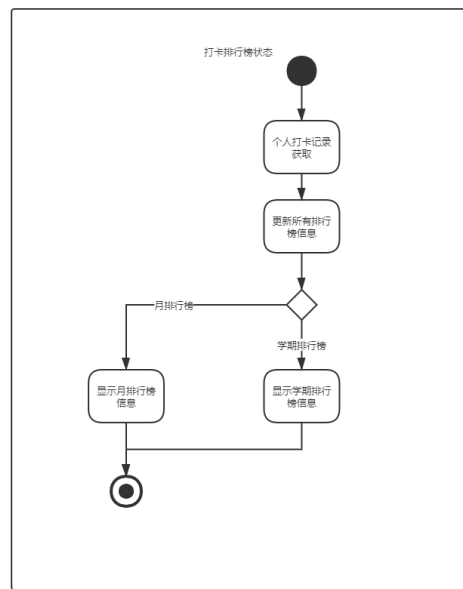 打卡排行榜状态
个人打卡记录
获取
更新所有排行
榜信息
月排行榜
学期排行榜
显示月排行榜
信息
显示学期排行
榜信息